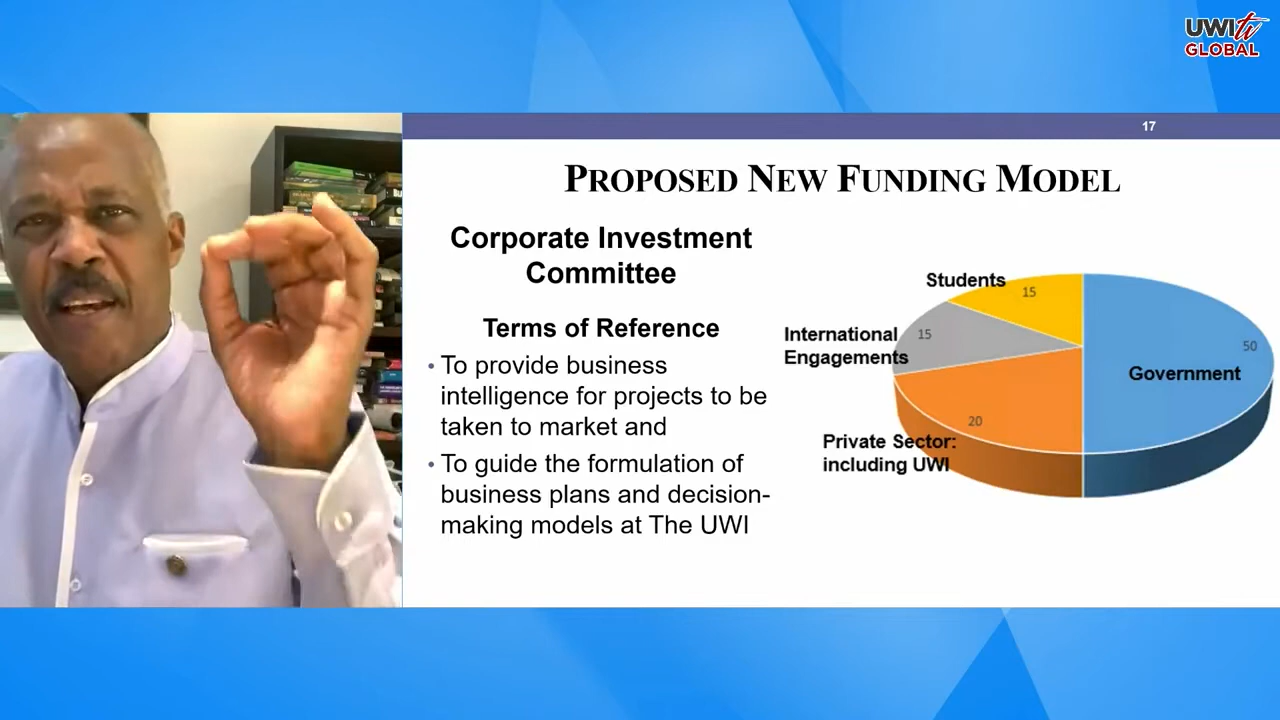 UWItv
GLOBAL
17
PROPOSED NEW FUNDING MODEL
Corporate Investment
Committee
Terms of Reference
• To provide business
intelligence for projects to be
taken to market and
• To guide the formulation of
business plans and decision-
making models at The UWI
Students
15
International
Engagements
15
50
Government
20
Private Sector:
including UWI